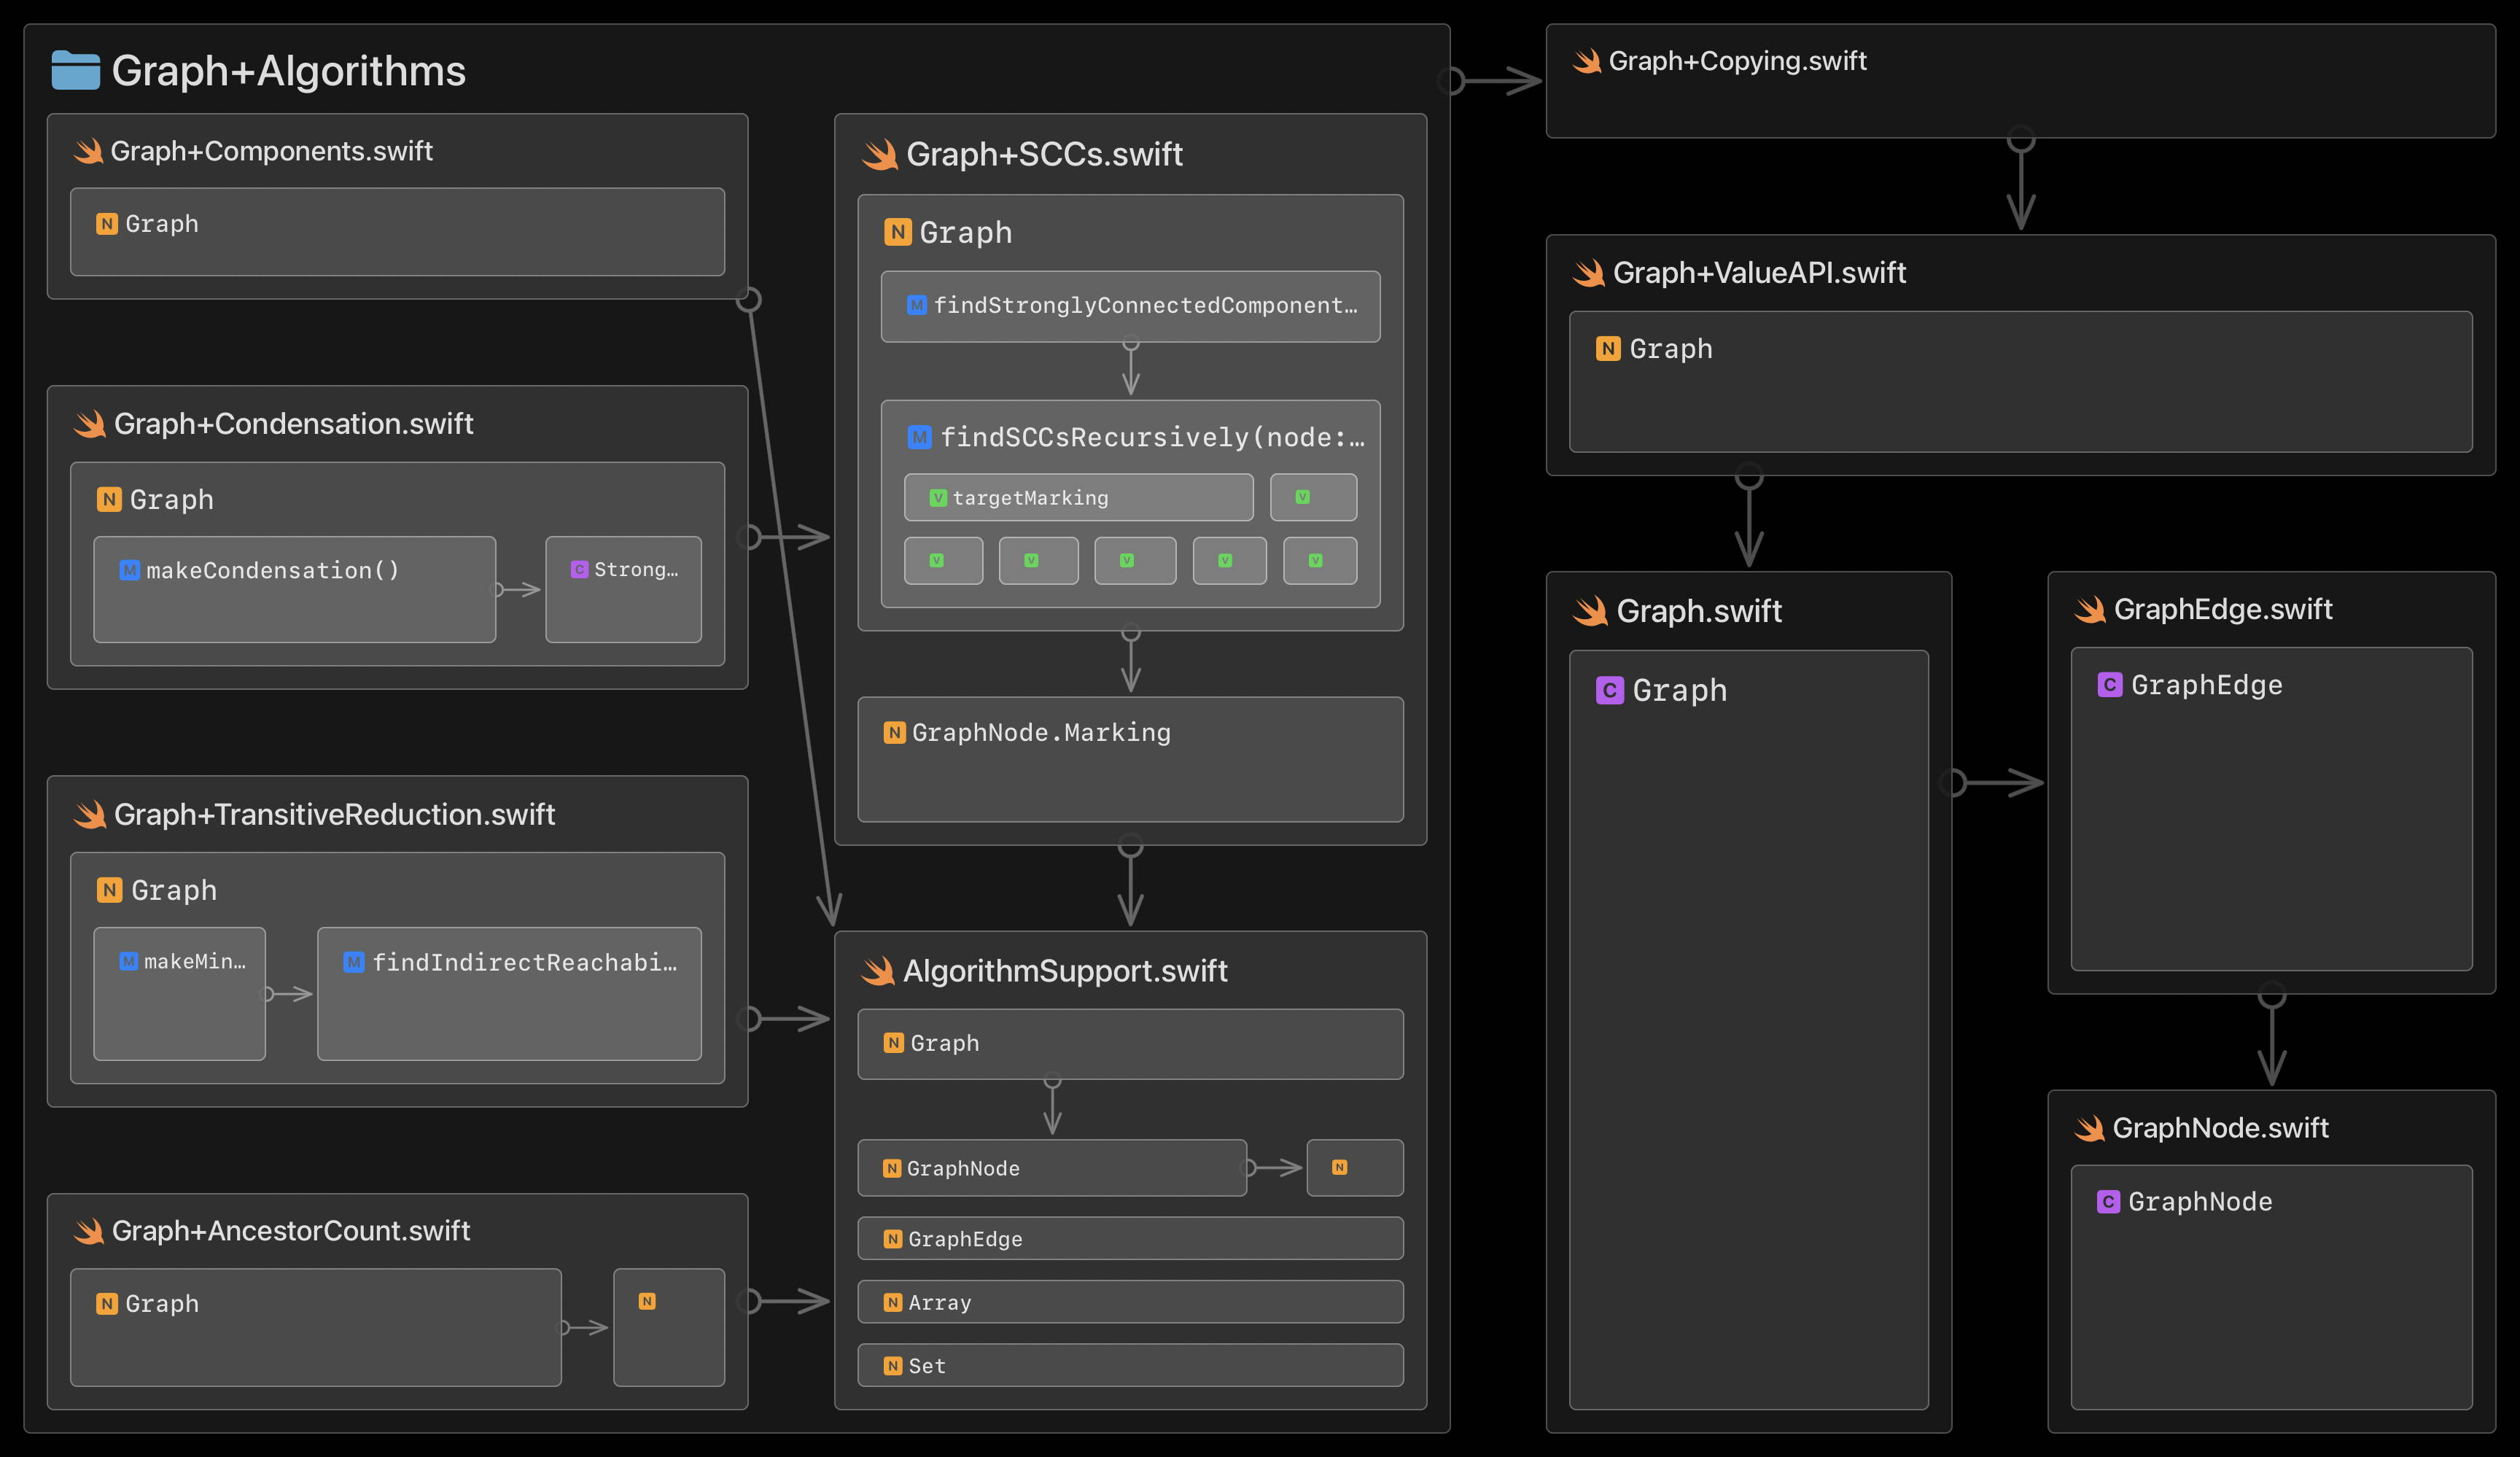 Graph+Algorithms
Graph+Components.swift
N Graph
Graph+Condensation.swift
N Graph
M makeCondensation()
C Strong…
Graph+TransitiveReduction.swift
N Graph
M makeMin…
M findIndirectReachabi…
Graph+AncestorCount.swift
N Graph
N
Graph+SCCs.swift
N Graph
M findStronglyConnectedComponent…
M findSCCsRecursively(node:…
V targetMarking
V
V
V
V
V
V
N GraphNode.Marking
AlgorithmSupport.swift
N Graph
N GraphNode
N
N GraphEdge
N Array
N Set
Graph+Copying.swift
Graph+ValueAPI.swift
N Graph
Graph.swift
C Graph
GraphEdge.swift
C GraphEdge
GraphNode.swift
C GraphNode